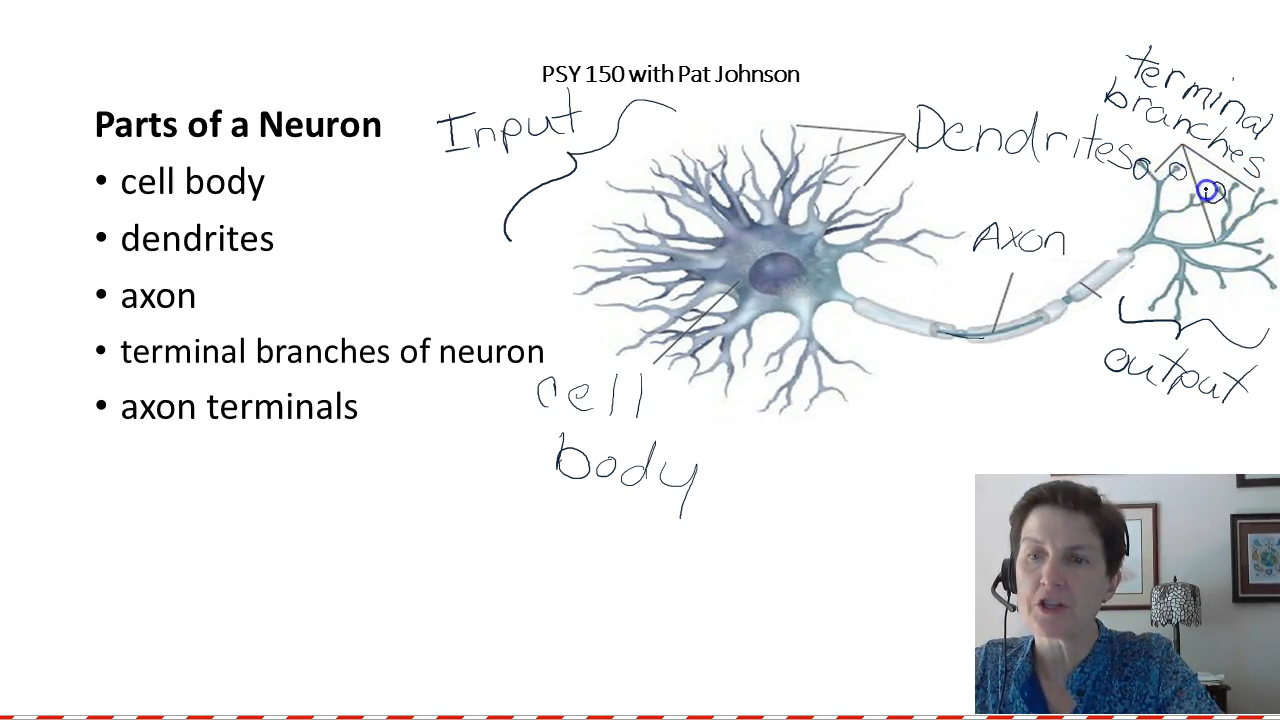 PSY 150 with Pat Johnson
Parts of a Neuron
• cell body
• dendrites
• axon
• terminal branches of neuron
• axon terminals
Input
Dendrites
terminal
branches
Axon
output
cell
body